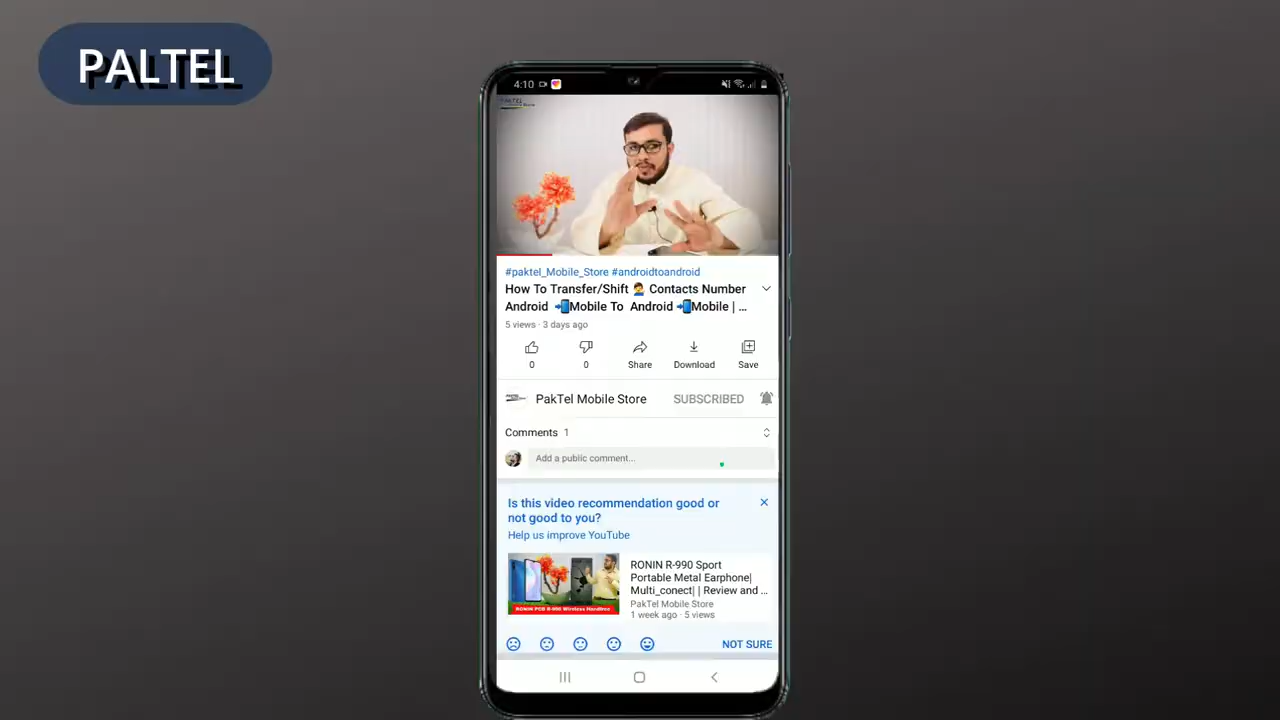 PALTEL
4:10
#paktel_Mobile_Store #androidtoandroid
How To Transfer/Shift 🙍 Contacts Number
Android 📲Mobile To Android 📲Mobile | ...
5 views · 3 days ago
0
0
Share
Download
Save
PakTel Mobile Store
SUBSCRIBED
Comments 1
Add a public comment...
Is this video recommendation good or
not good to you?
Help us improve YouTube
RONIN R-990 Sport
Portable Metal Earphone|
Multi_conect| | Review and ...
PakTel Mobile Store
1 week ago · 5 views
NOT SURE